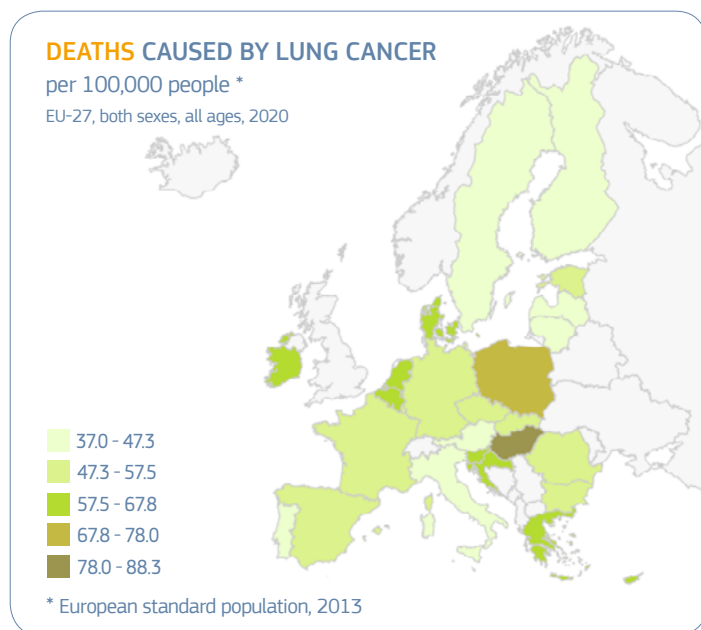 DEATHS CAUSED BY LUNG CANCER
per 100,000 people *
EU-27, both sexes, all ages, 2020
37.0 - 47.3
47.3 - 57.5
57.5 - 67.8
67.8 - 78.0
78.0 - 88.3
* European standard population, 2013